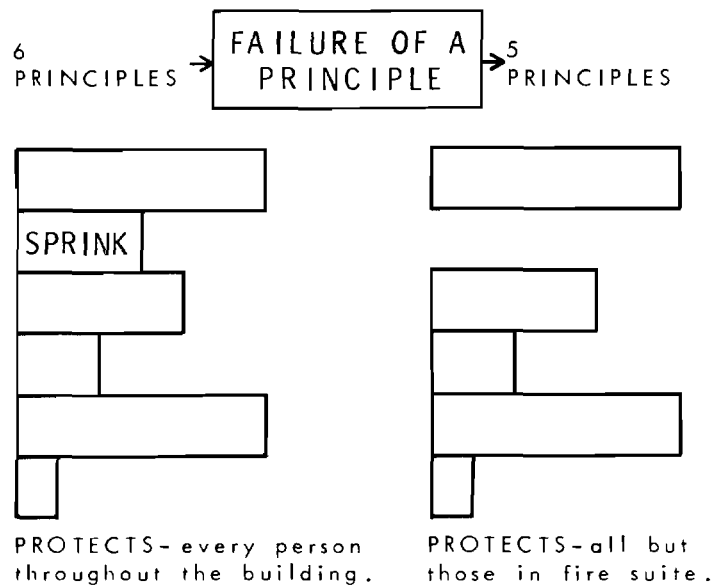 6
PRINCIPLES
FAILURE OF A
PRINCIPLE
5
PRINCIPLES
SPRINK
PROTECTS-every person
throughout the building.
PROTECTS-all but
those in fire suite.